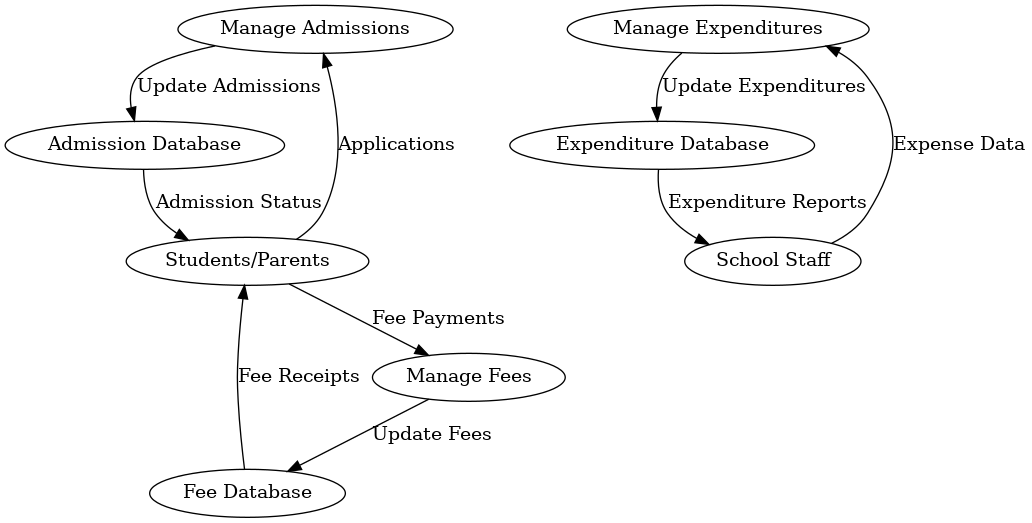 Manage Admissions
Manage Expenditures
Update Admissions
Update Expenditures
Admission Database
Applications
Expenditure Database
Expense Data
Admission Status
Expenditure Reports
Students/Parents
School Staff
Fee Payments
Fee Receipts
Manage Fees
Update Fees
Fee Database